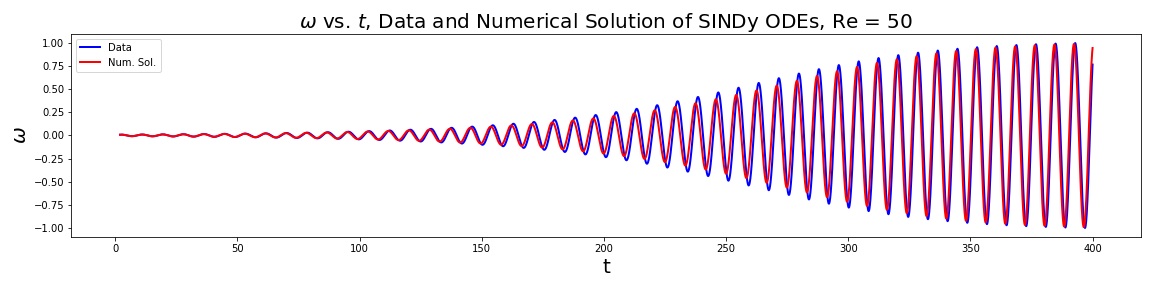 ω vs. t, Data and Numerical Solution of SINDy ODEs, Re = 50
Data
Num. Sol.
1.00
0.75
0.50
0.25
0.00
−0.25
−0.50
−0.75
−1.00
ω
0 50 100 150 200 250 300 350 400
t